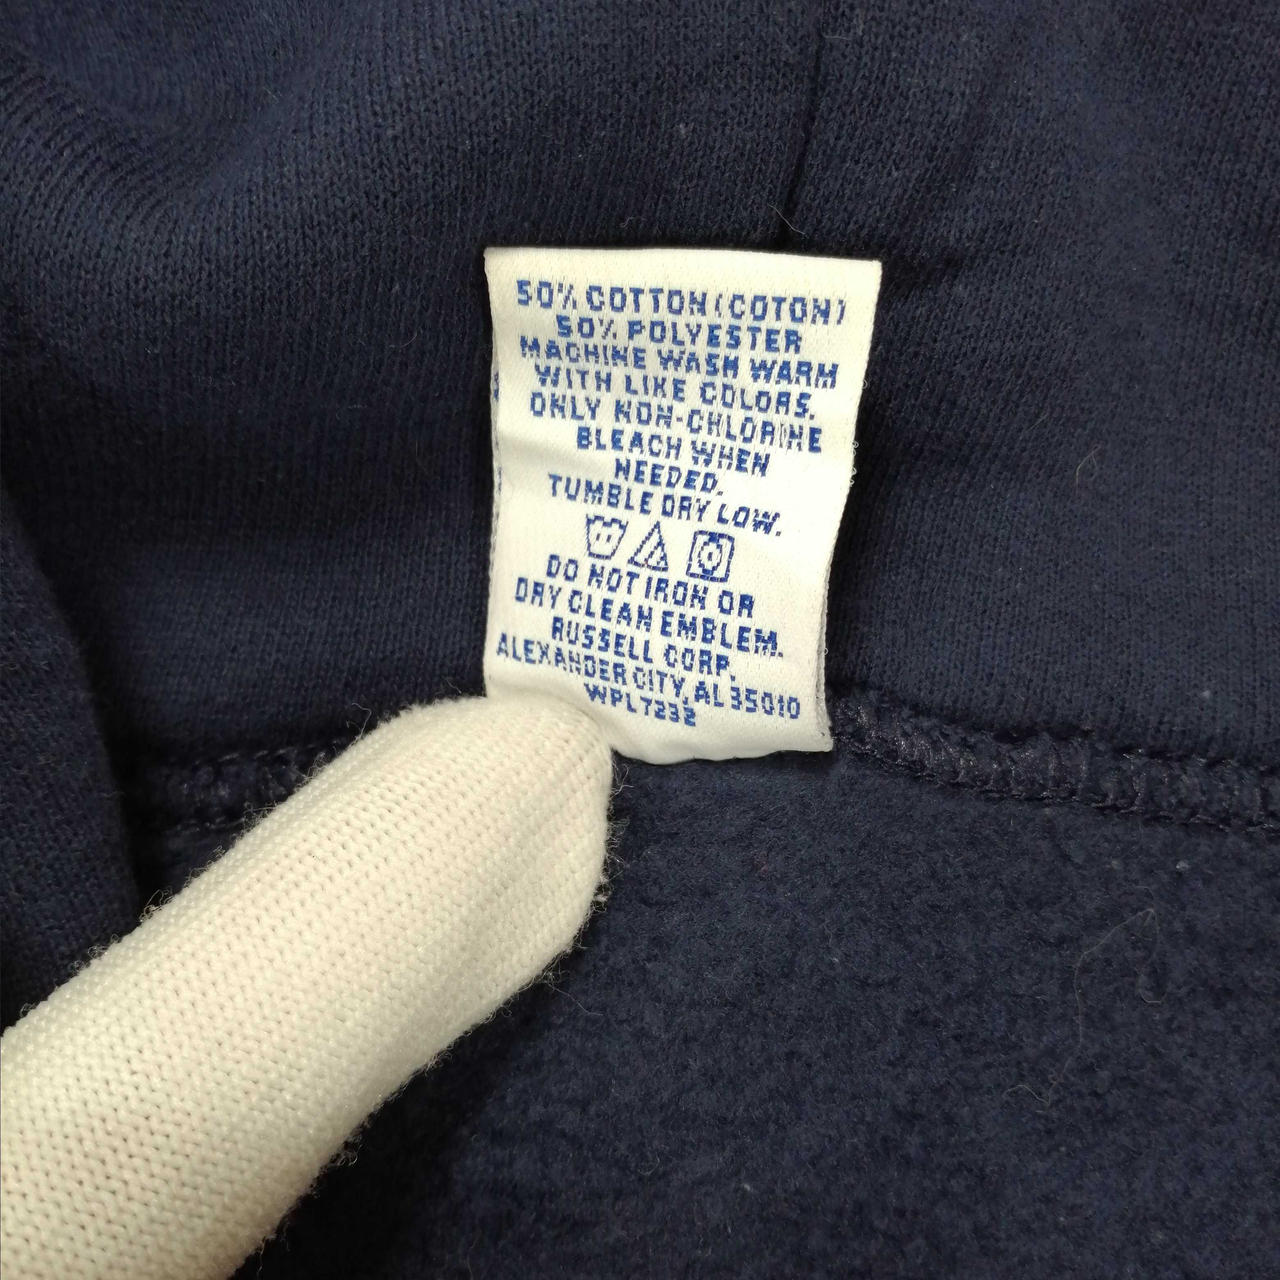 50% COTTON (COTON)
50% POLYESTER
MACHINE WASH WARM
WITH LIKE COLORS.
ONLY NON-CHLORINE
BLEACH WHEN
NEEDED.
TUMBLE DRY LOW.
DO NOT IRON OR
DRY CLEAN EMBLEM.
RUSSELL CORP.
ALEXANDER CITY, AL 35010
WPL 7232